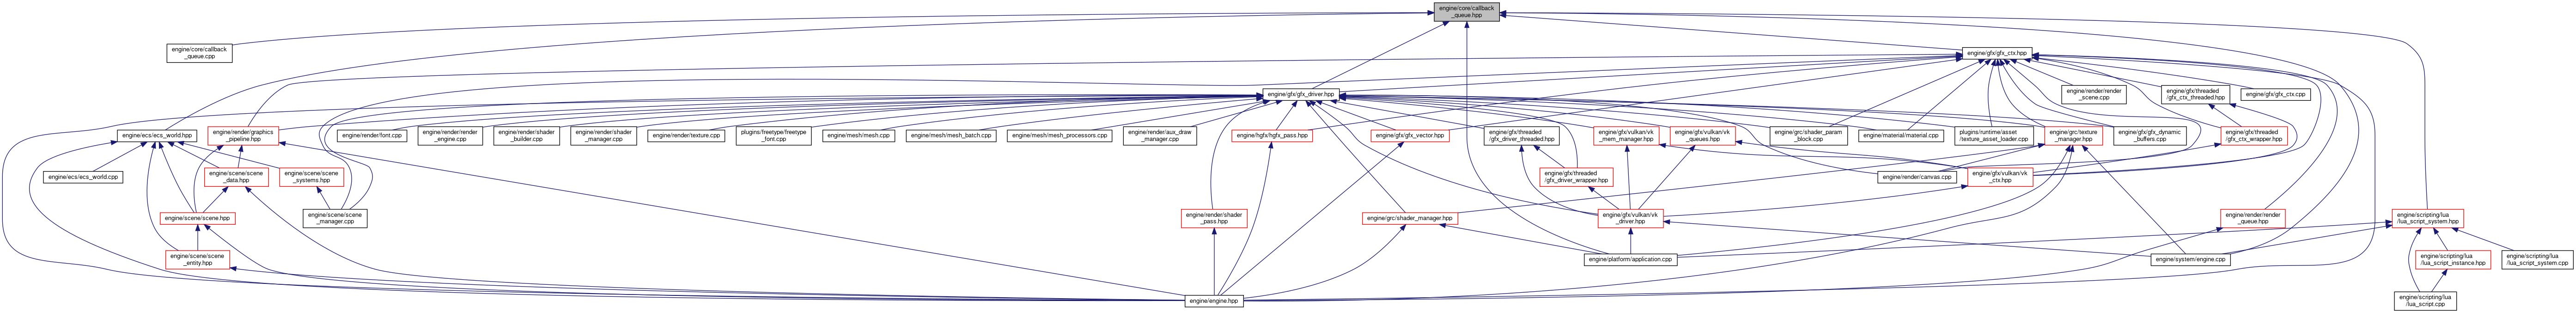 engine/core/callback
_queue.hpp
engine/core/callback
_queue.cpp
engine/gfx/gfx_ctx.hpp
engine/gfx/gfx_driver.hpp
engine/render/render
_scene.cpp
engine/gfx/threaded
/gfx_ctx_threaded.hpp
engine/gfx/gfx_ctx.cpp
engine/ecs/ecs_world.hpp
engine/render/graphics
_pipeline.hpp
engine/render/font.cpp
engine/render/render
_engine.cpp
engine/render/shader
_builder.cpp
engine/render/shader
_manager.cpp
engine/render/texture.cpp
plugins/freetype/freetype
_font.cpp
engine/mesh/mesh.cpp
engine/mesh/mesh_batch.cpp
engine/mesh/mesh_processors.cpp
engine/render/aux_draw
_manager.cpp
engine/hgfx/hgfx_pass.hpp
engine/gfx/gfx_vector.hpp
engine/gfx/threaded
/gfx_driver_threaded.hpp
engine/gfx/vulkan/vk
_mem_manager.hpp
engine/gfx/vulkan/vk
_queues.hpp
engine/grc/shader_param
_block.cpp
engine/material/material.cpp
plugins/runtime/asset
/texture_asset_loader.cpp
engine/grc/texture
_manager.hpp
engine/gfx/gfx_dynamic
_buffers.cpp
engine/gfx/threaded
/gfx_ctx_wrapper.hpp
engine/ecs/ecs_world.cpp
engine/scene/scene
_data.hpp
engine/scene/scene
_systems.hpp
engine/gfx/threaded
/gfx_driver_wrapper.hpp
engine/render/canvas.cpp
engine/gfx/vulkan/vk
_ctx.hpp
engine/scene/scene.hpp
engine/scene/scene
_manager.cpp
engine/render/shader
_pass.hpp
engine/grc/shader_manager.hpp
engine/gfx/vulkan/vk
_driver.hpp
engine/render/render
_queue.hpp
engine/scripting/lua
/lua_script_system.hpp
engine/scene/scene
_entity.hpp
engine/platform/application.cpp
engine/system/engine.cpp
engine/scripting/lua
/lua_script_instance.hpp
engine/scripting/lua
/lua_script_system.cpp
engine/engine.hpp
engine/scripting/lua
/lua_script.cpp